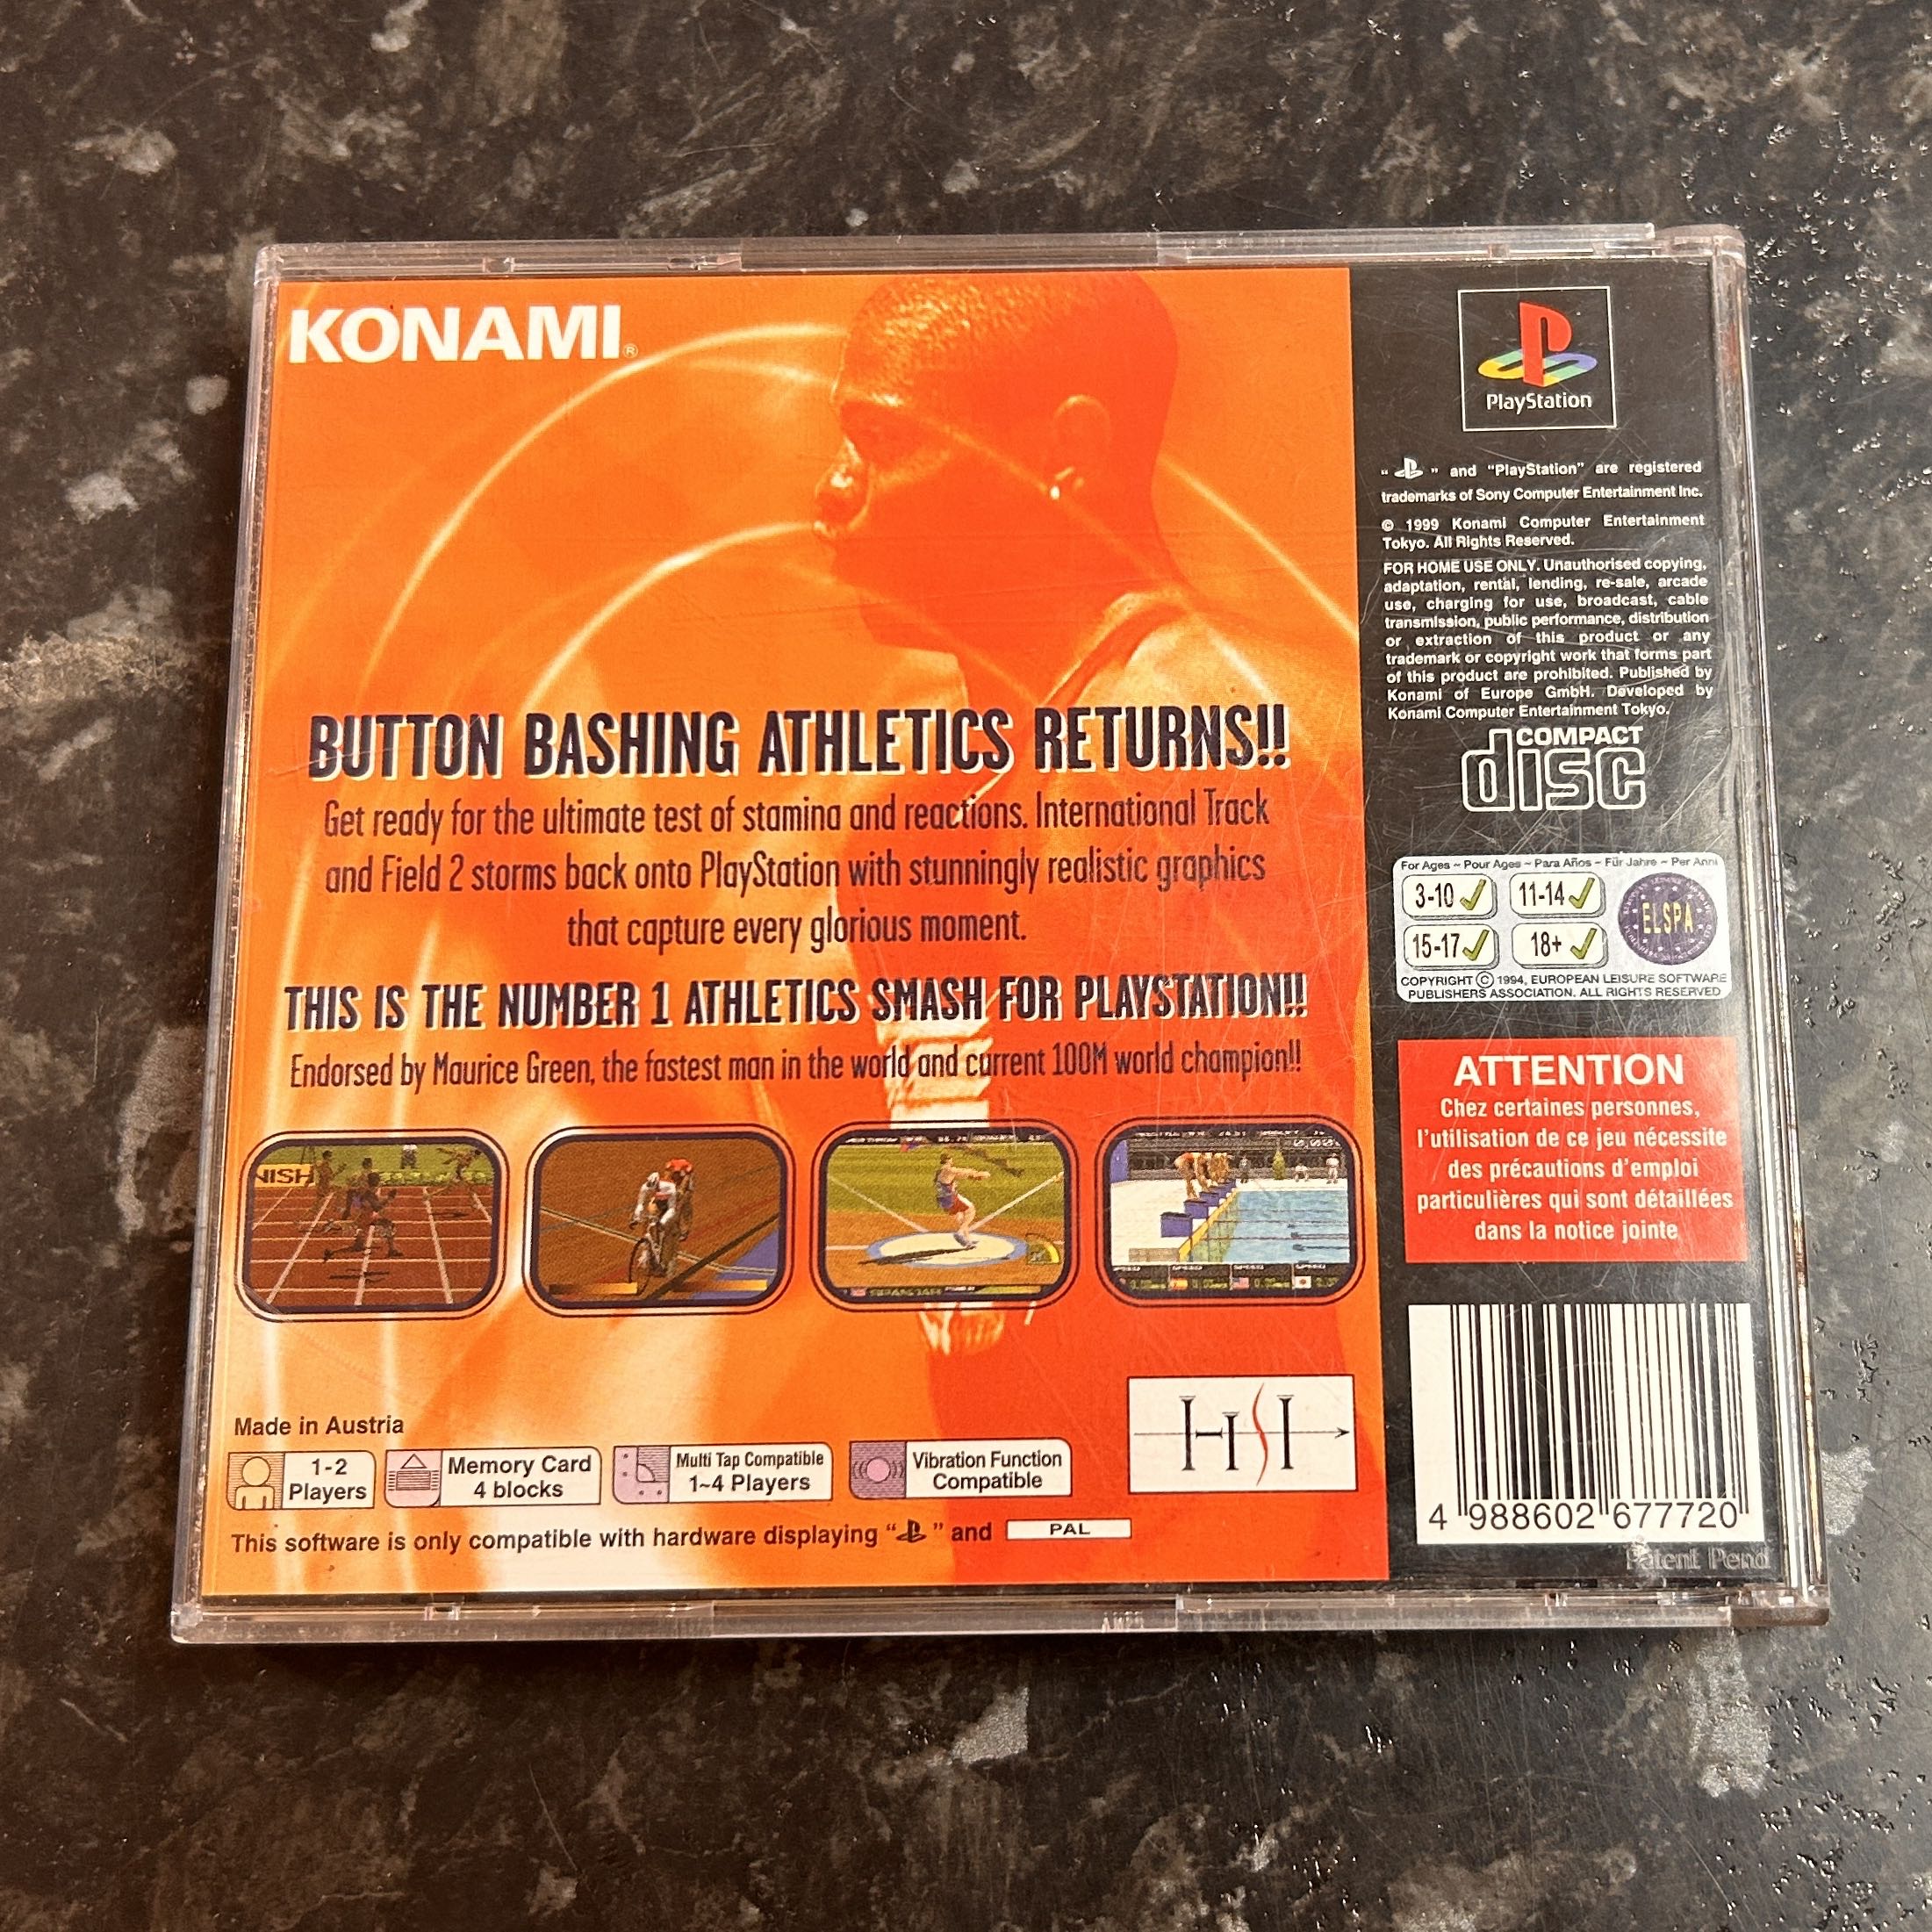 KONAMI®
BUTTON BASHING ATHLETICS RETURNS!!
Get ready for the ultimate test of stamina and reactions. International Track
and Field 2 storms back onto PlayStation with stunningly realistic graphics
that capture every glorious moment.
THIS IS THE NUMBER 1 ATHLETICS SMASH FOR PLAYSTATION!!
Endorsed by Maurice Green, the fastest man in the world and current 100M world champion!!
NISH
Made in Austria
1-2
Players
Memory Card
4 blocks
Multi Tap Compatible
1~4 Players
Vibration Function
Compatible
HSI
This software is only compatible with hardware displaying “ ” and PAL
PlayStation
“ ” and “PlayStation” are registered
trademarks of Sony Computer Entertainment Inc.
© 1999 Konami Computer Entertainment
Tokyo. All Rights Reserved.
FOR HOME USE ONLY. Unauthorised copying,
adaptation, rental, lending, re-sale, arcade
use, charging for use, broadcast, cable
transmission, public performance, distribution
or extraction of this product or any
trademark or copyright work that forms part
of this product are prohibited. Published by
Konami of Europe GmbH. Developed by
Konami Computer Entertainment Tokyo.
COMPACT
disc
For Ages ~ Pour Ages ~ Para Años ~ Für Jahre ~ Per Anni
3-10 11-14
15-17 18+
ELSPA
COPYRIGHT © 1994, EUROPEAN LEISURE SOFTWARE
PUBLISHERS ASSOCIATION. ALL RIGHTS RESERVED
ATTENTION
Chez certaines personnes,
l'utilisation de ce jeu nécessite
des précautions d'emploi
particulières qui sont détaillées
dans la notice jointe
4 988602 677720
Patent Pend